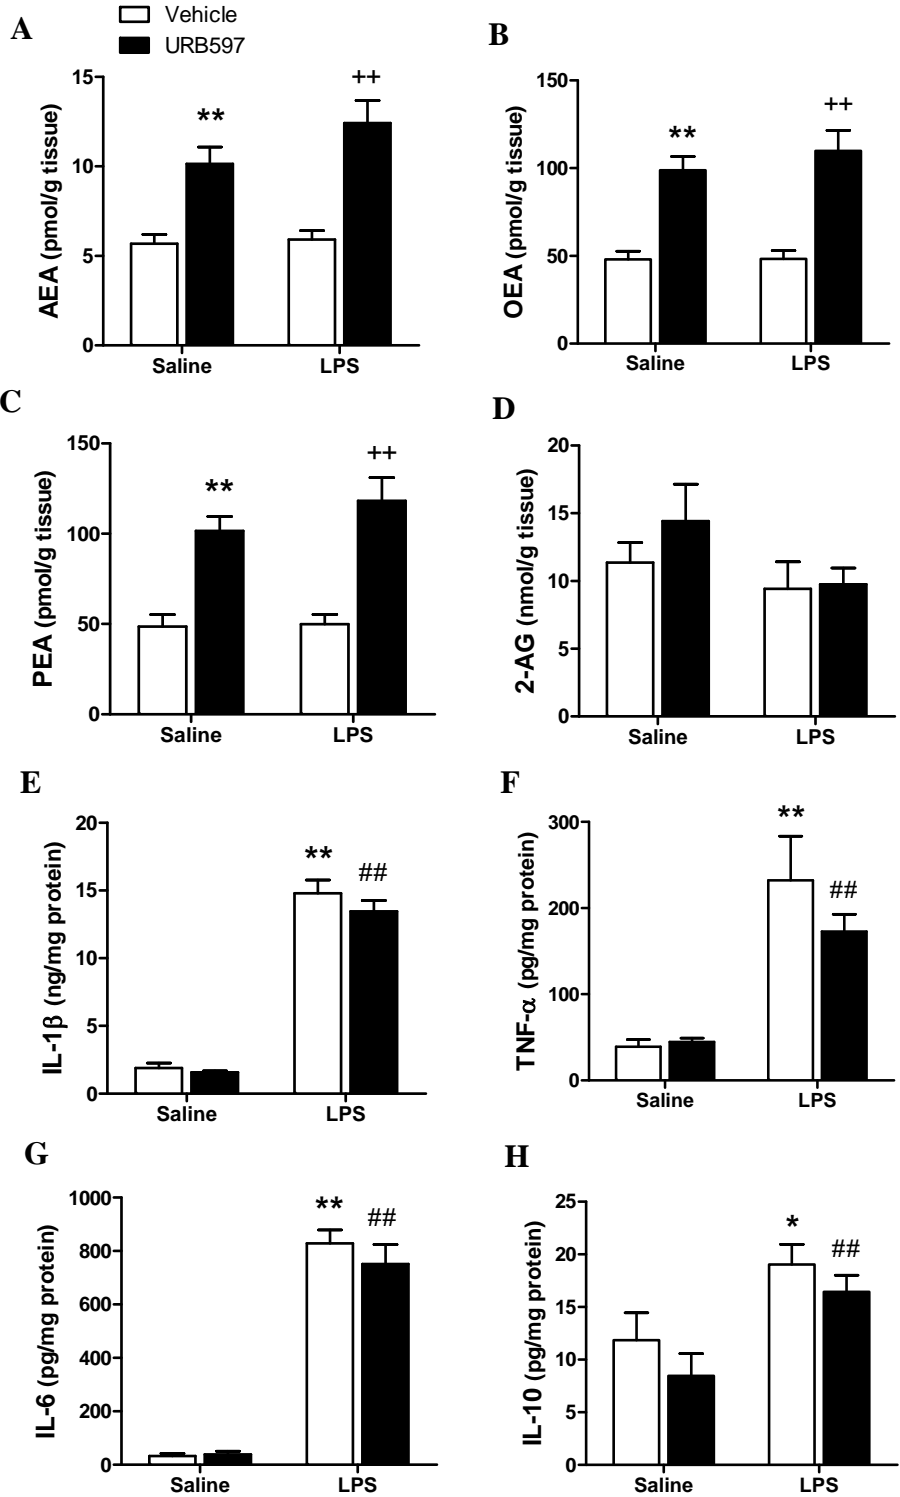 Vehicle
URB597
A
15
10
5
0
AEA (pmol/g tissue)
**
++
Saline
LPS
B
150
100
50
0
OEA (pmol/g tissue)
**
++
Saline
LPS
C
150
100
50
0
PEA (pmol/g tissue)
**
++
Saline
LPS
D
20
15
10
5
0
2-AG (nmol/g tissue)
Saline
LPS
E
20
15
10
5
0
IL-1β (ng/mg protein)
**
##
Saline
LPS
F
300
200
100
0
TNF-α (pg/mg protein)
**
##
Saline
LPS
G
1000
800
600
400
200
0
IL-6 (pg/mg protein)
**
##
Saline
LPS
H
25
20
15
10
5
0
IL-10 (pg/mg protein)
*
##
Saline
LPS